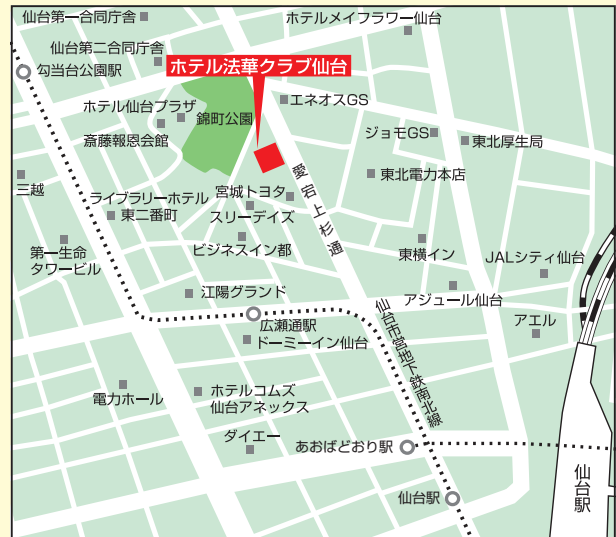 仙台第一合同庁舎
ホテルメイフラワー仙台
仙台第二合同庁舎
勾当台公園駅
ホテル法華クラブ仙台
ホテル仙台プラザ
錦町公園
エネオスGS
斎藤報恩会館
ジョモGS
東北厚生局
三越
宮城トヨタ
愛宕上杉通
東北電力本店
ライブラリーホテル
東二番町
スリーデイズ
第一生命
タワービル
ビジネスイン都
東横イン
JALシティ仙台
江陽グランド
アジュール仙台
広瀬通駅
ドーミーイン仙台
仙台市営地下鉄南北線
アエル
電力ホール
ホテルコムズ
仙台アネックス
ダイエー
あおばどおり駅
仙台駅
仙台駅